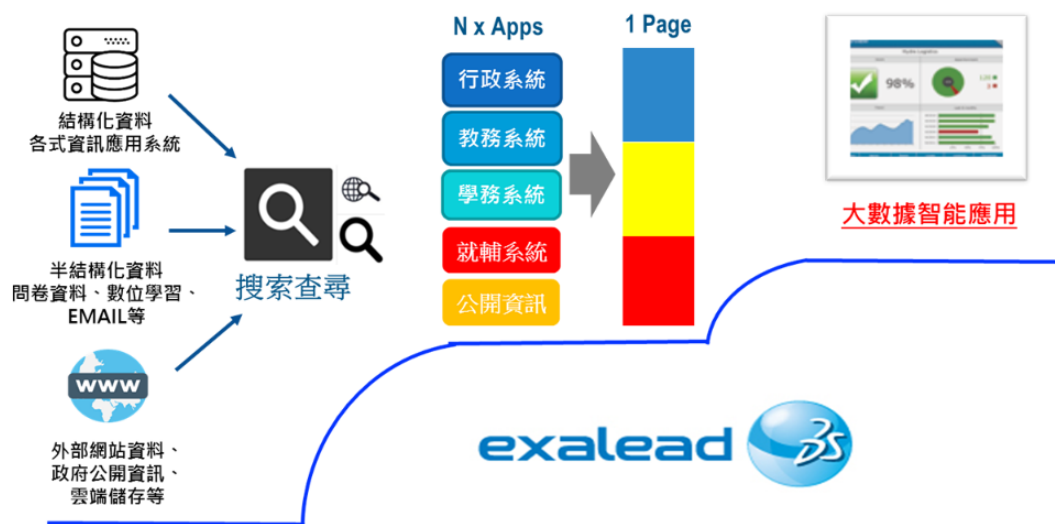 結構化資料
各式資訊應用系統
半結構化資料
問卷資料、數位學習、
EMAIL等
WWW
外部網站資料、
政府公開資訊、
雲端儲存等
搜索查尋
N x Apps
行政系統
教務系統
學務系統
就輔系統
公開資訊
1 Page
98%
大數據智能應用
exalead